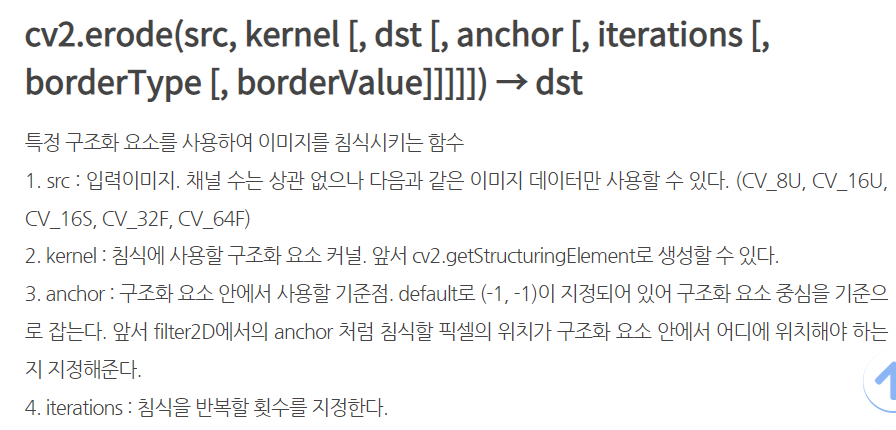 cv2.erode(src, kernel [, dst [, anchor [, iterations [,
borderType [, borderValue]]]]]) → dst
특정 구조화 요소를 사용하여 이미지를 침식시키는 함수
1. src : 입력이미지. 채널 수는 상관 없으나 다음과 같은 이미지 데이터만 사용할 수 있다. (CV_8U, CV_16U,
CV_16S, CV_32F, CV_64F)
2. kernel : 침식에 사용할 구조화 요소 커널. 앞서 cv2.getStructuringElement로 생성할 수 있다.
3. anchor : 구조화 요소 안에서 사용할 기준점. default로 (-1, -1)이 지정되어 있어 구조화 요소 중심을 기준으
로 잡는다. 앞서 filter2D에서의 anchor 처럼 침식할 픽셀의 위치가 구조화 요소 안에서 어디에 위치해야 하는
지 지정해준다.
4. iterations : 침식을 반복할 횟수를 지정한다.